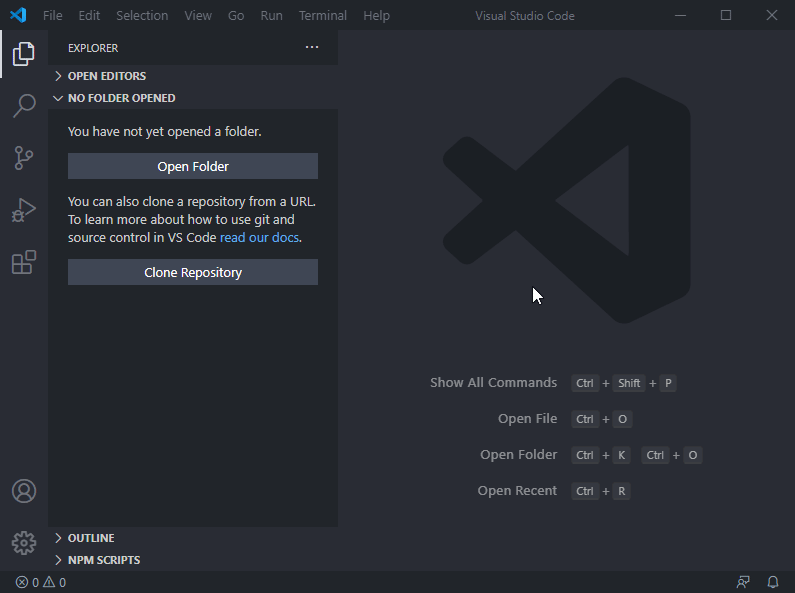 File Edit Selection View Go Run Terminal Help Visual Studio Code
EXPLORER
OPEN EDITORS
NO FOLDER OPENED
You have not yet opened a folder.
Open Folder
You can also clone a repository from a URL.
To learn more about how to use git and
source control in VS Code read our docs.
Clone Repository
Show All Commands Ctrl + Shift + P
Open File Ctrl + O
Open Folder Ctrl + K Ctrl + O
Open Recent Ctrl + R
OUTLINE
NPM SCRIPTS
0 0